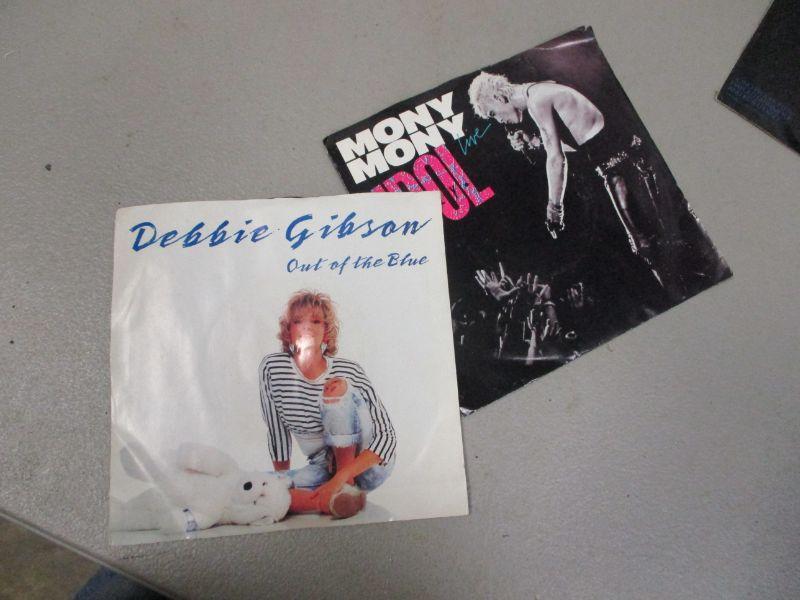 Debbie Gibson
Out of the Blue
MONY
MONY
live
IDOL